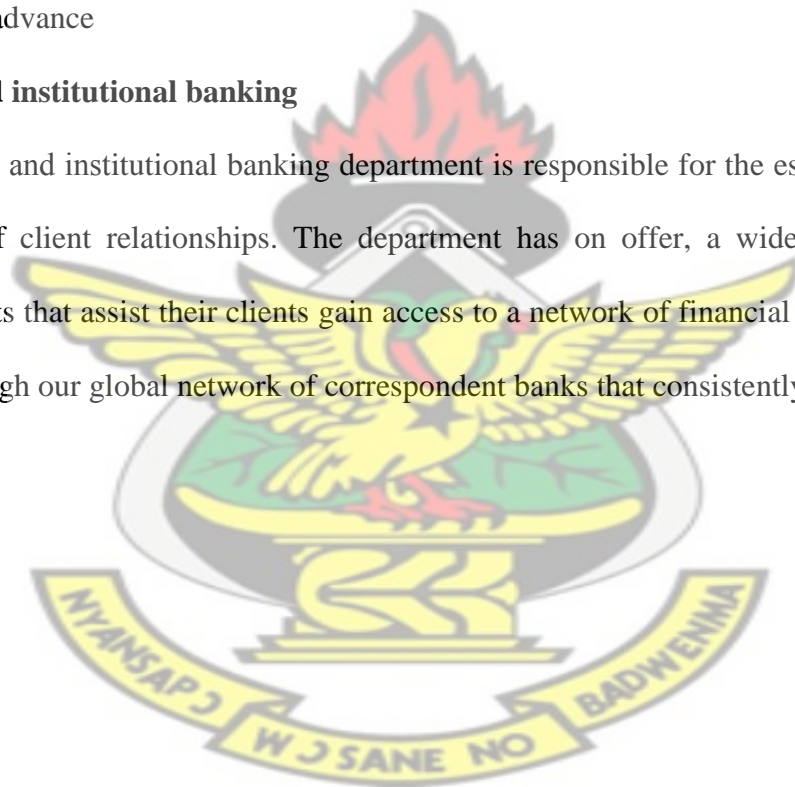 advance
institutional banking
and institutional banking department is responsible for the es
client relationships. The department has on offer, a wide
that assist their clients gain access to a network of financial
our global network of correspondent banks that consistently
NYANSAPƆ WƆSANE NO BADWENMA